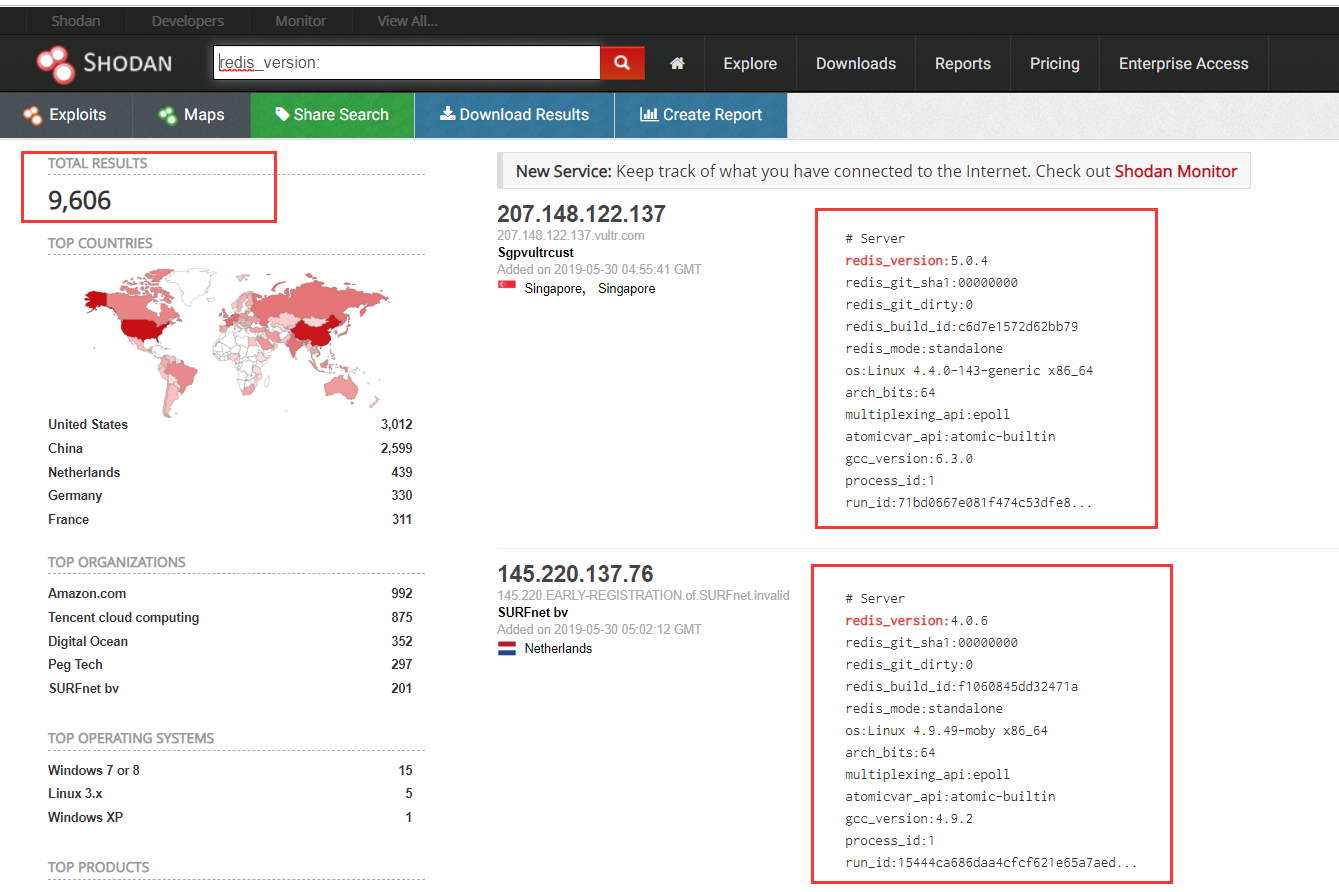 Shodan Developers Monitor View All...
SHODAN redis_version: Explore Downloads Reports Pricing Enterprise Access
Exploits Maps Share Search Download Results Create Report
TOTAL RESULTS
9,606
TOP COUNTRIES
United States 3,012
China 2,599
Netherlands 439
Germany 330
France 311
TOP ORGANIZATIONS
Amazon.com 992
Tencent cloud computing 875
Digital Ocean 352
Peg Tech 297
SURFnet bv 201
TOP OPERATING SYSTEMS
Windows 7 or 8 15
Linux 3.x 5
Windows XP 1
TOP PRODUCTS
New Service: Keep track of what you have connected to the Internet. Check out Shodan Monitor
207.148.122.137
207.148.122.137.vultr.com
Sgpvultrcust
Added on 2019-05-30 04:55:41 GMT
Singapore, Singapore
# Server
redis_version:5.0.4
redis_git_sha1:00000000
redis_git_dirty:0
redis_build_id:c6d7e1572d62bb79
redis_mode:standalone
os:Linux 4.4.0-143-generic x86_64
arch_bits:64
multiplexing_api:epoll
atomicvar_api:atomic-builtin
gcc_version:6.3.0
process_id:1
run_id:71bd0667e081f474c53dfe8...
145.220.137.76
145.220.EARLY-REGISTRATION.of.SURFnet.invalid
SURFnet bv
Added on 2019-05-30 05:02:12 GMT
Netherlands
# Server
redis_version:4.0.6
redis_git_sha1:00000000
redis_git_dirty:0
redis_build_id:f1060845dd32471a
redis_mode:standalone
os:Linux 4.9.49-moby x86_64
arch_bits:64
multiplexing_api:epoll
atomicvar_api:atomic-builtin
gcc_version:4.9.2
process_id:1
run_id:15444ca686daa4cfcf621e65a7aed...